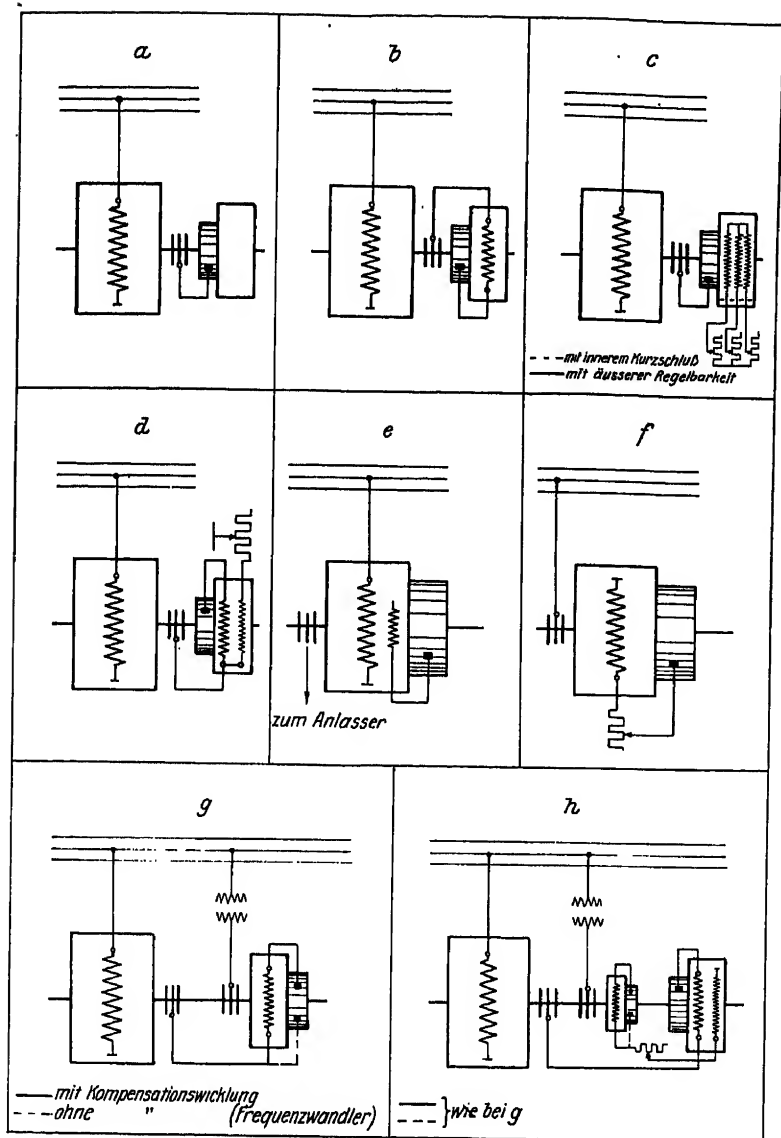 a
b
c
--- mit innerem Kurzschluß
— mit äusserer Regelbarkeit
d
e
f
zum Anlasser
g
h
— mit Kompensationswicklung
--- ohne " (Frequenzwandler)
} wie bei g